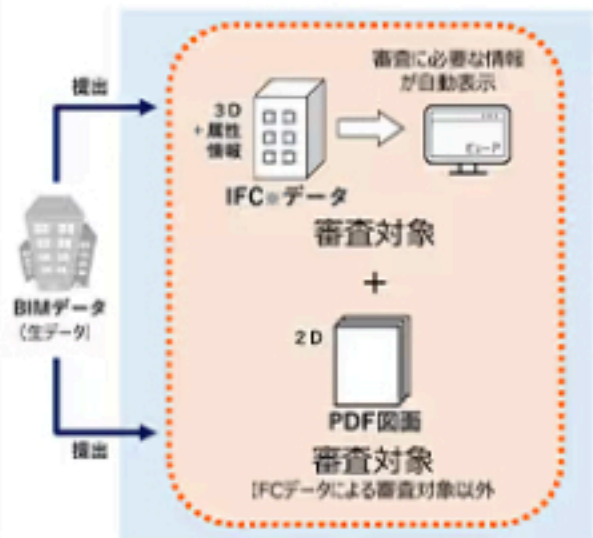 提出
審査に必要な情報
が自動表示
3D
+属性
情報
ビューア
IFC※データ
審査対象
+
BIMデータ
(生データ)
2D
PDF図面
提出
審査対象
IFCデータによる審査対象以外